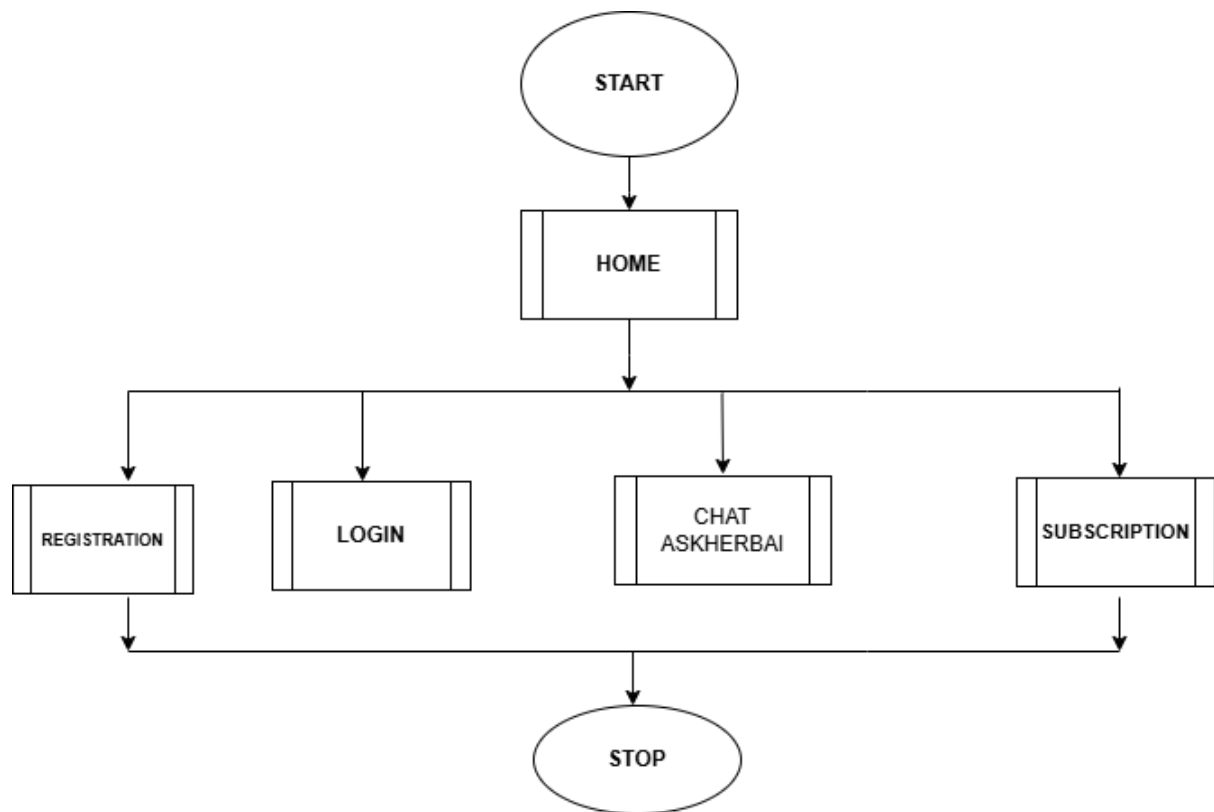 START
HOME
REGISTRATION
LOGIN
CHAT
ASKHERBAI
SUBSCRIPTION
STOP